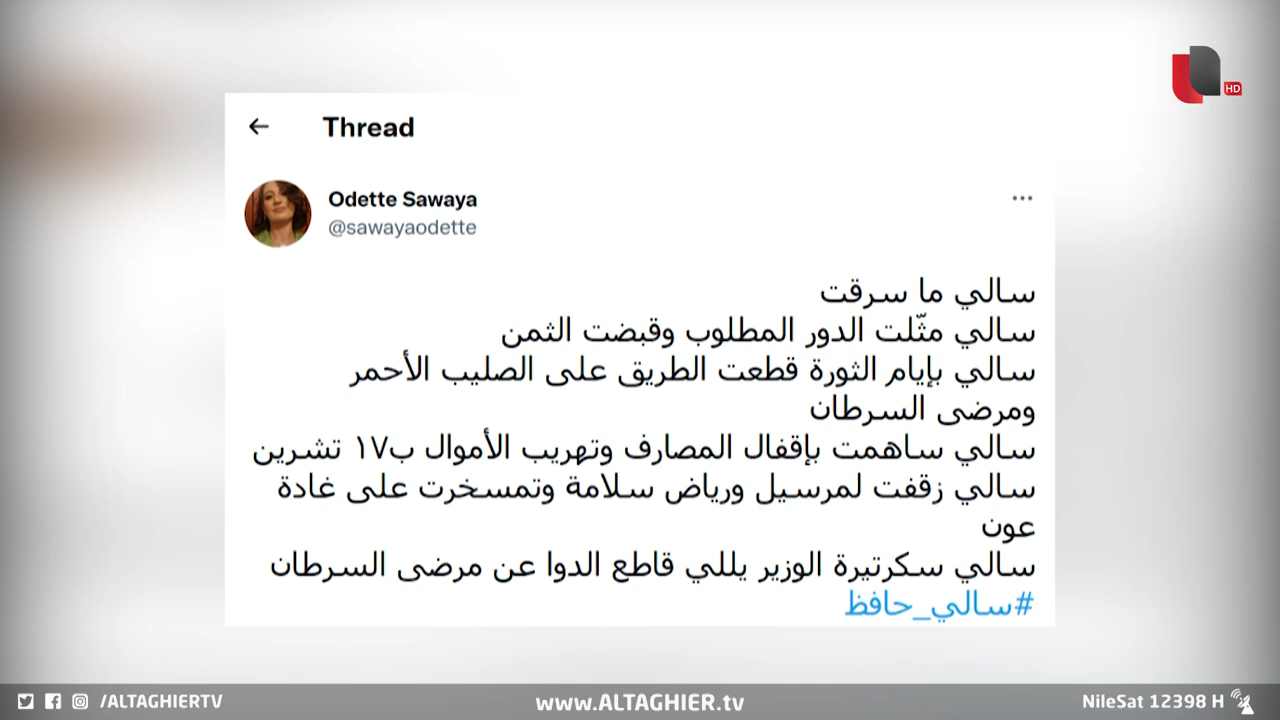 HD
Thread
Odette Sawaya
@sawayaodette
سالي ما سرقت
سالي مثّلت الدور المطلوب وقبضت الثمن
سالي بإيام الثورة قطعت الطريق على الصليب الأحمر
ومرضى السرطان
سالي ساهمت بإقفال المصارف وتهريب الأموال ب١٧ تشرين
سالي زقفت لمرسيل ورياض سلامة وتمسخرت على غادة
عون
سالي سكرتيرة الوزير يللي قاطع الدوا عن مرضى السرطان
#سالي_حافظ
/ALTAGHIERTV
www.ALTAGHIER.tv
NileSat 12398 H